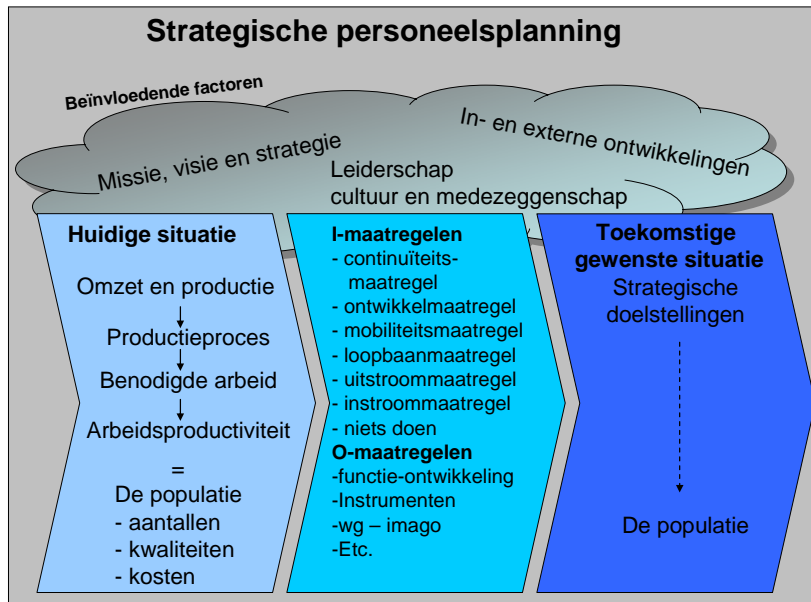 Strategische personeelsplanning
Beïnvloedende factoren
Missie, visie en strategie
In- en externe ontwikkelingen
Leiderschap
cultuur en medezeggenschap
Huidige situatie
Omzet en productie
Productieproces
Benodigde arbeid
Arbeidsproductiviteit
=
De populatie
- aantallen
- kwaliteiten
- kosten
I-maatregelen
- continuïteits-
maatregel
- ontwikkelmaatregel
- mobiliteitsmaatregel
- loopbaanmaatregel
- uitstroommaatregel
- instroommaatregel
- niets doen
O-maatregelen
-functie-ontwikkeling
-Instrumenten
-wg – imago
-Etc.
Toekomstige
gewenste situatie
Strategische
doelstellingen
De populatie